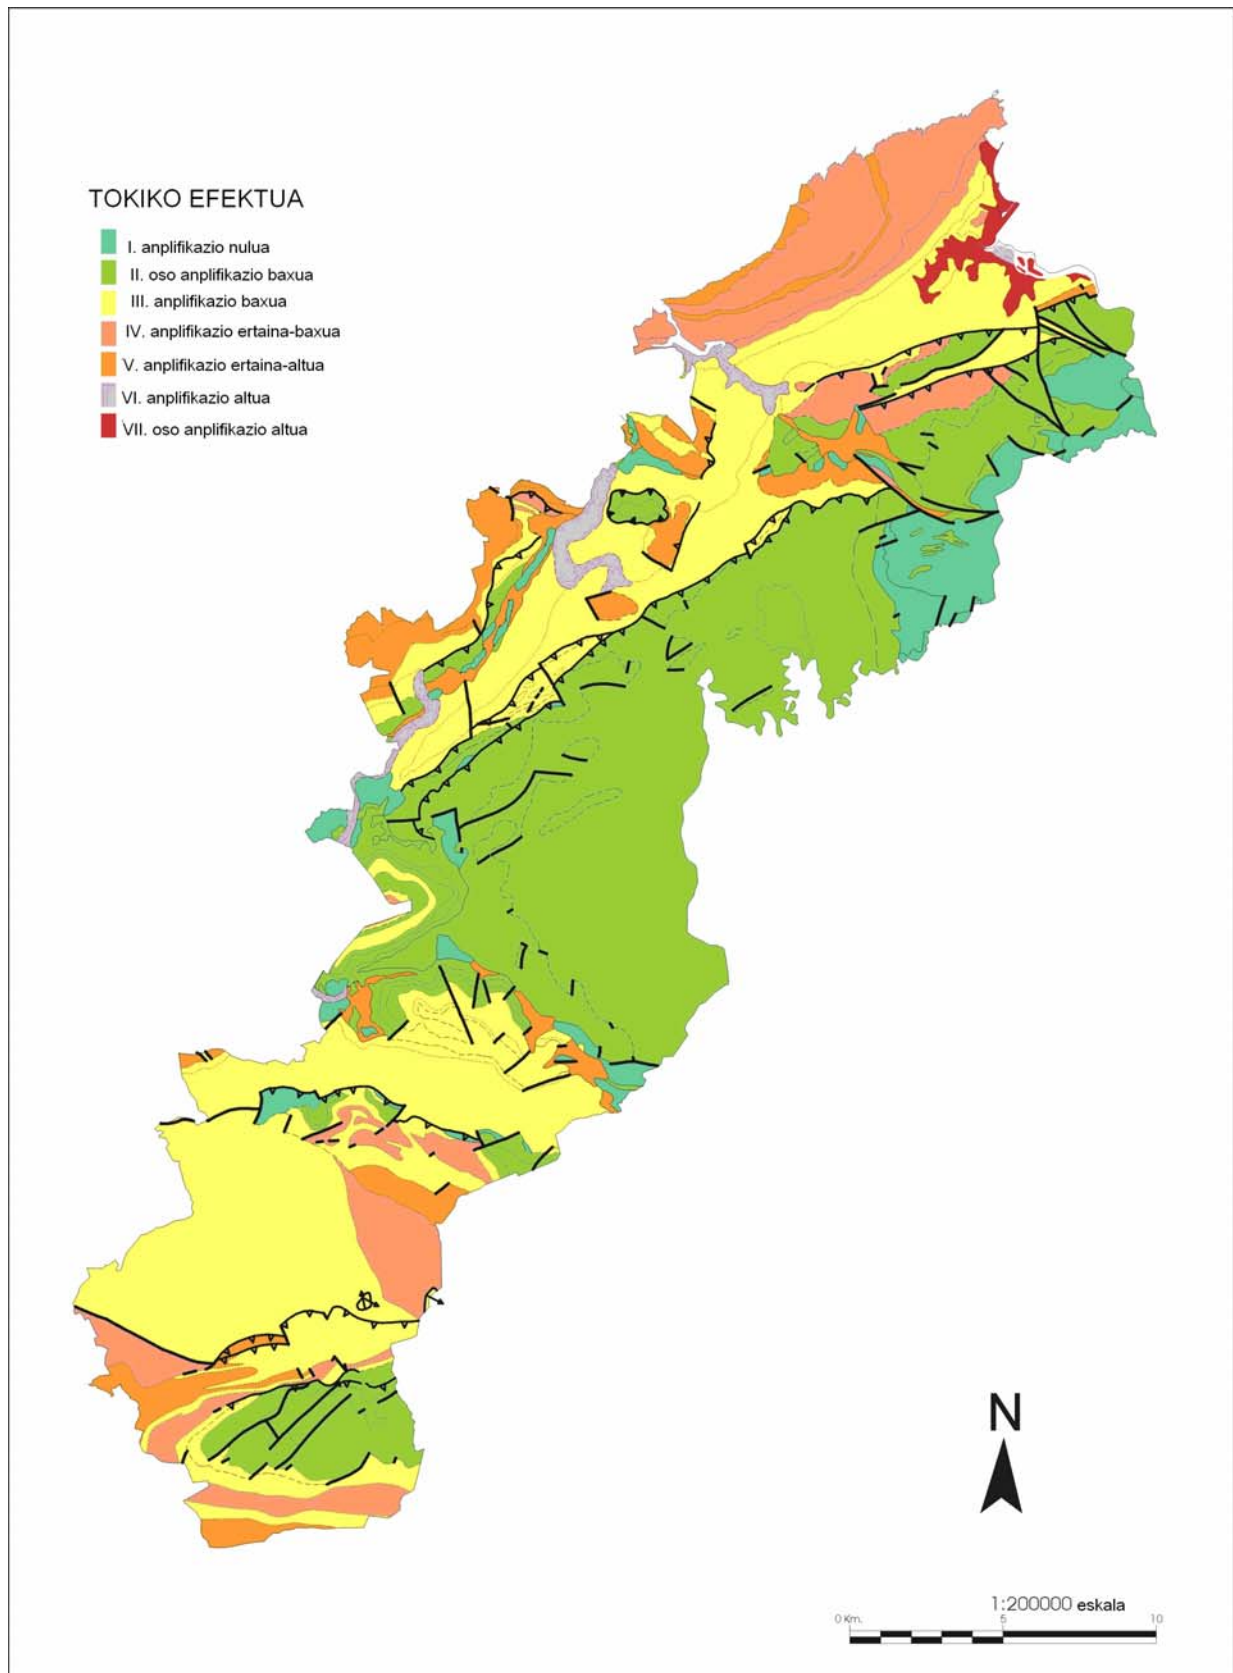 TOKIKO EFEKTUA
I. anplifikazio nulua
II. oso anplifikazio baxua
III. anplifikazio baxua
IV. anplifikazio ertaina-baxua
V. anplifikazio ertaina-altua
VI. anplifikazio altua
VII. oso anplifikazio altua
N
1:200000 eskala
0 Km. 5 10